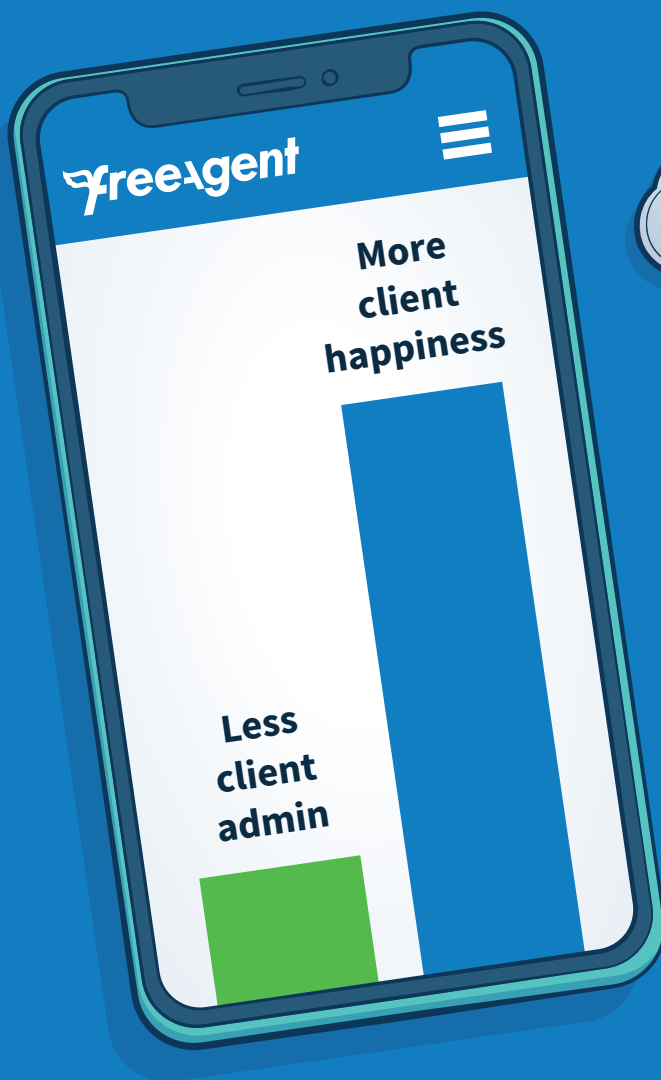 freeagent
More
client
happiness
Less
client
admin